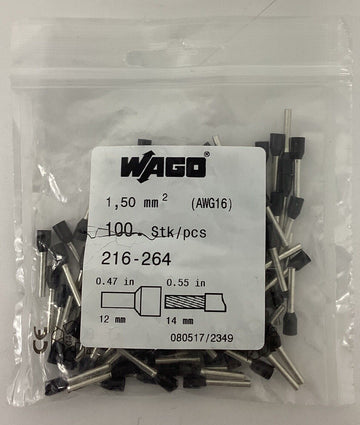 WAGO®
1,50 mm² (AWG16)
100. Stk/pcs
216-264
0.47 in 0.55 in
12 mm 14 mm
080517/2349
CE